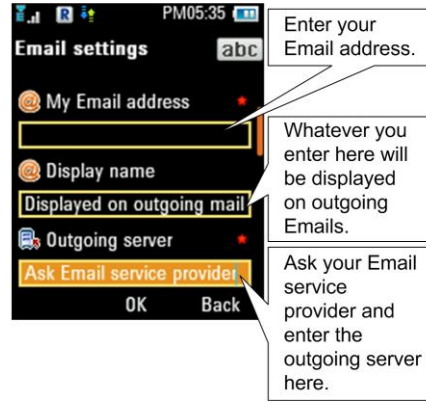 R PM05:35
Email settings abc
My Email address *
Display name
Displayed on outgoing mail
Outgoing server *
Ask Email service provider
OK Back
Enter your
Email address.
Whatever you
enter here will
be displayed
on outgoing
Emails.
Ask your Email
service
provider and
enter the
outgoing server
here.